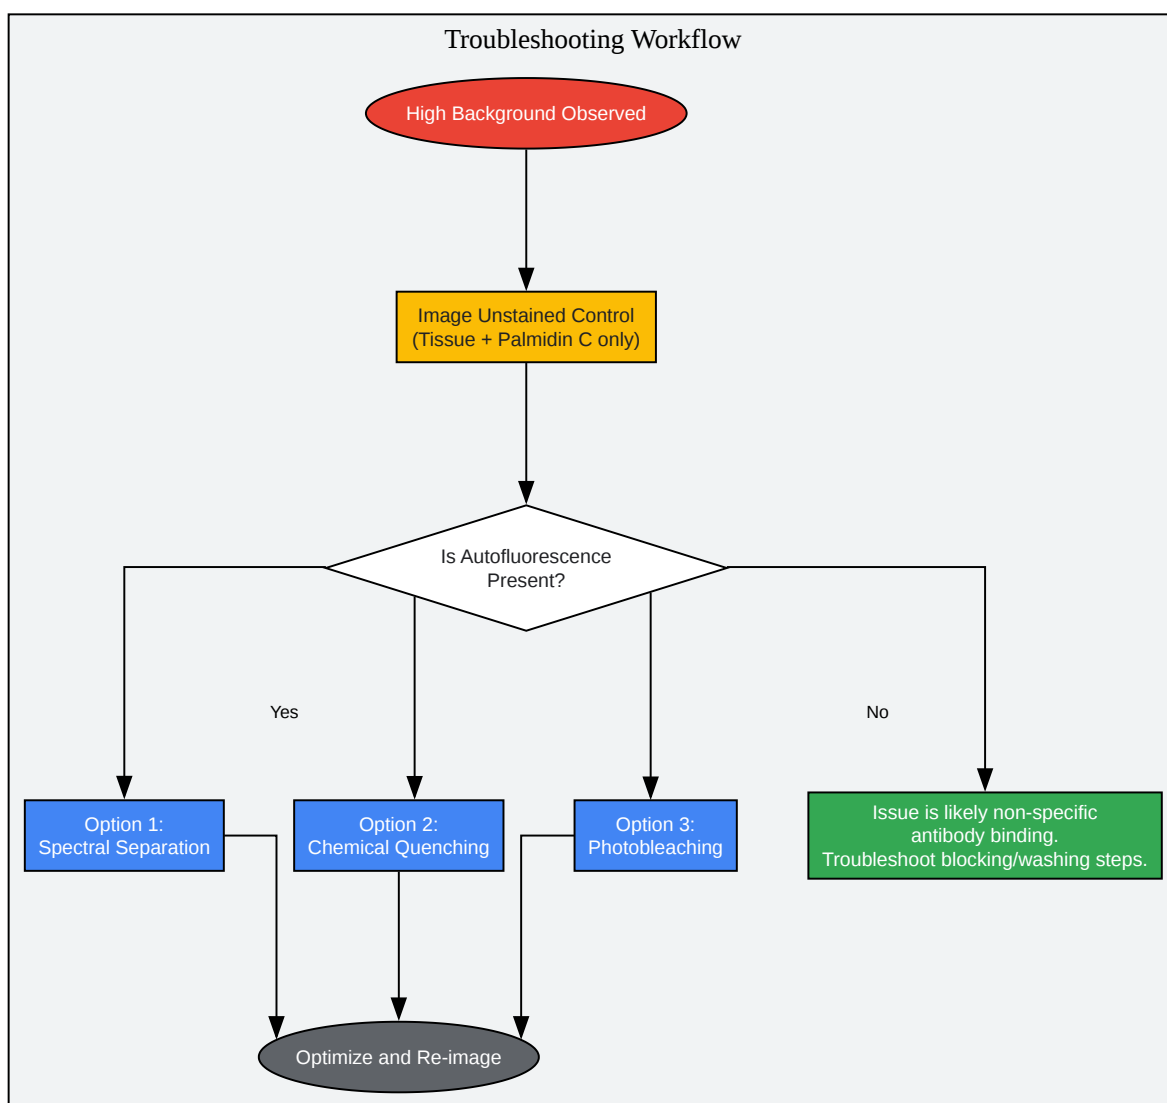 Troubleshooting Workflow
High Background Observed
Image Unstained Control
(Tissue + Palmidin C only)
Is Autofluorescence
Present?
Yes
No
Option 1:
Spectral Separation
Option 2:
Chemical Quenching
Option 3:
Photobleaching
Issue is likely non-specific
antibody binding.
Troubleshoot blocking/washing steps.
Optimize and Re-image